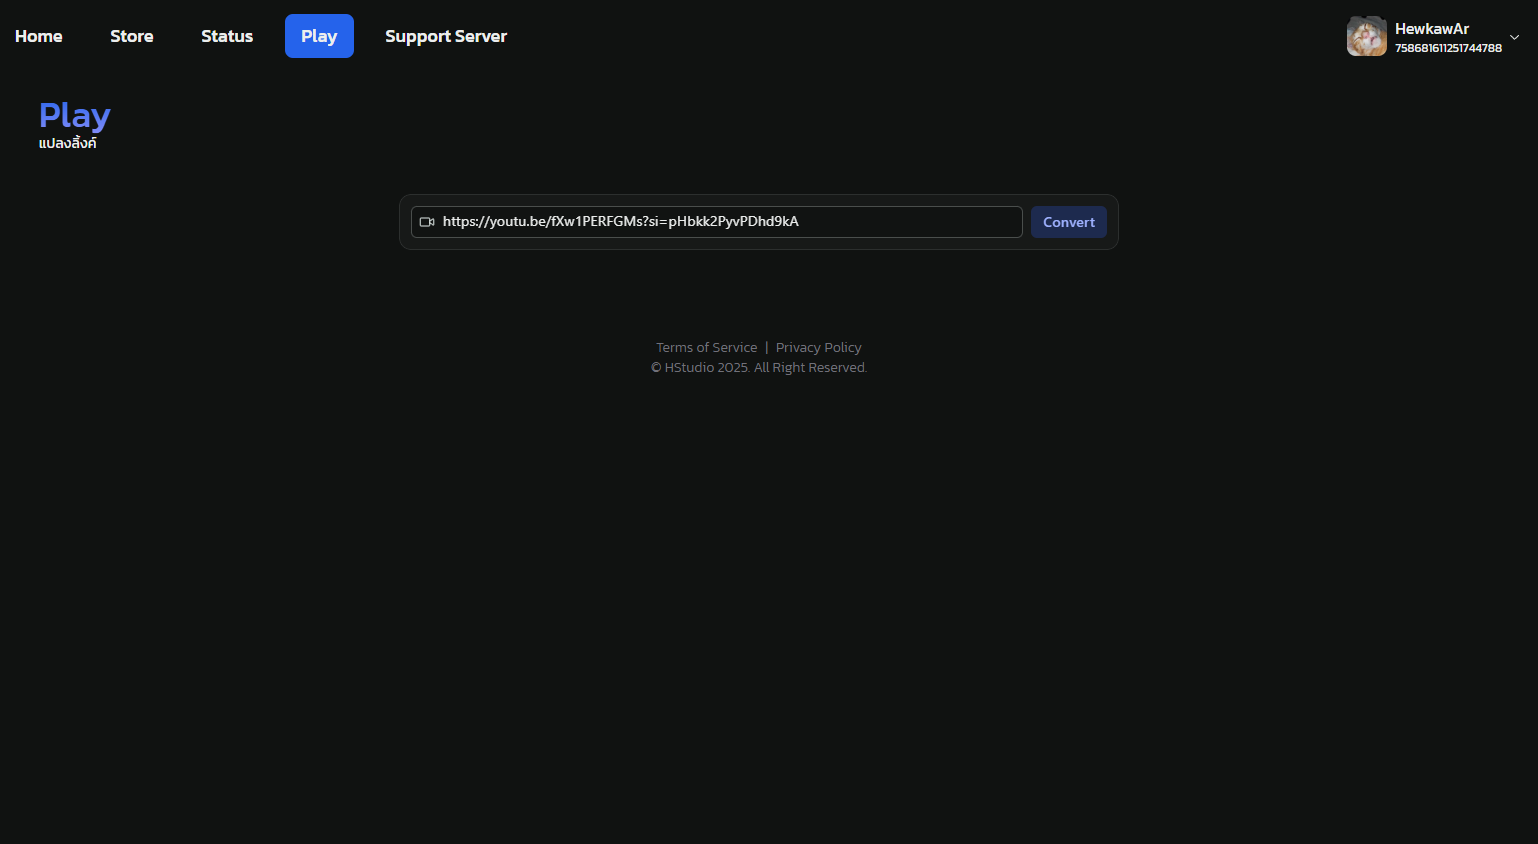 Home Store Status Play Support Server
HewkawAr
758681611251744788
Play
แปลงลิ้งค์
https://youtu.be/fXw1PERFGMs?si=pHbkk2PyvPDhd9kA Convert
Terms of Service | Privacy Policy
© HStudio 2025. All Right Reserved.